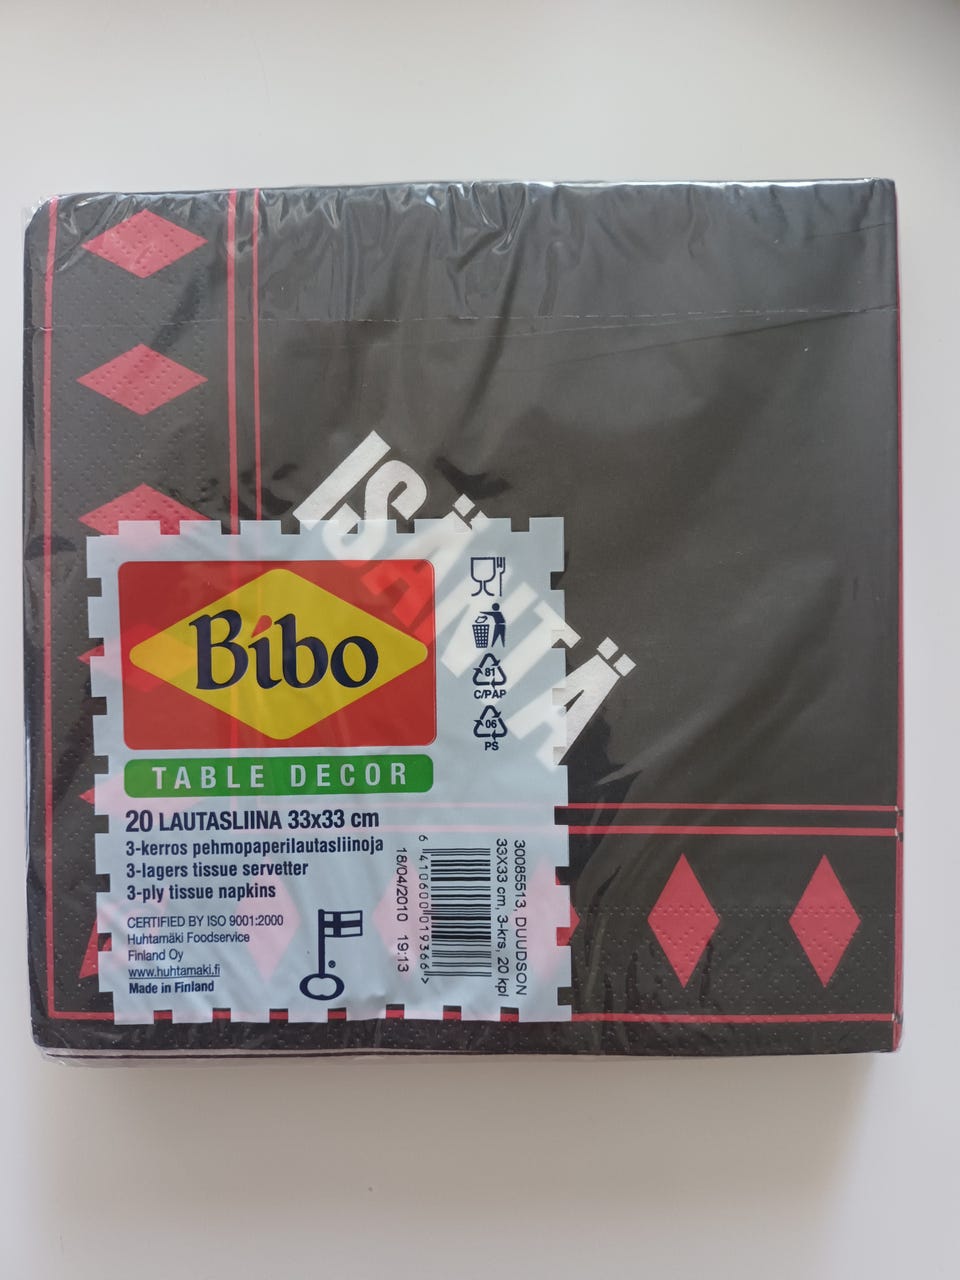 ISÄNTÄ
Bibo
TABLE DECOR
20 LAUTASLIINA 33x33 cm
3-kerros pehmopaperilautasliinoja
3-lagers tissue servetter
3-ply tissue napkins
CERTIFIED BY ISO 9001:2000
Huhtamäki Foodservice
Finland Oy
www.huhtamaki.fi
Made in Finland
®
81
C/PAP
06
PS
30085513, DUUDSON
33X33 cm, 3-krs, 20 kpl
6 410600 019366>
18/04/2010 19:13